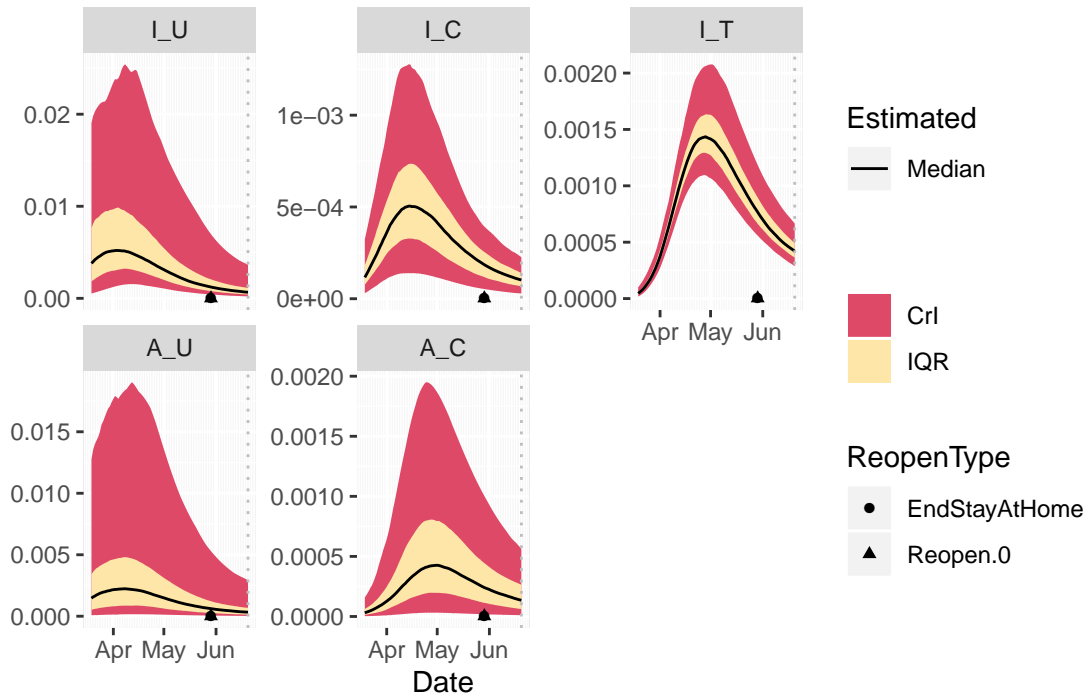 I_U
I_C
I_T
0.02
0.01
0.00
1e−03
5e−04
0e+00
0.0020
0.0015
0.0010
0.0005
0.0000
Apr May Jun
A_U
A_C
0.015
0.010
0.005
0.000
0.0020
0.0015
0.0010
0.0005
0.0000
Apr May Jun
Apr May Jun
Date
Estimated
Median
CrI
IQR
ReopenType
EndStayAtHome
Reopen.0